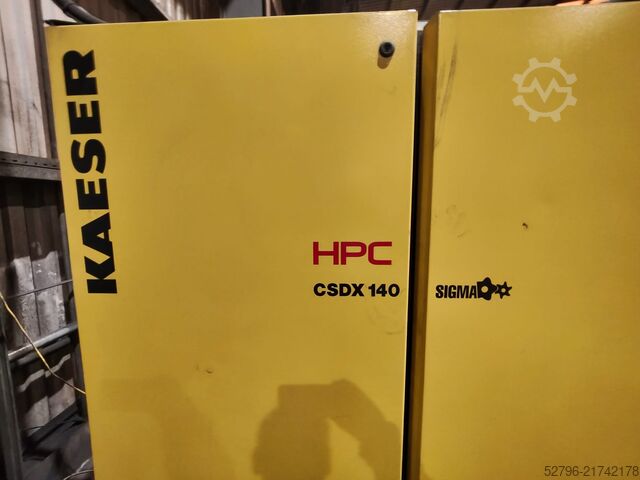 KAESER
HPC
CSDX 140
SIGMA
52796-21742178